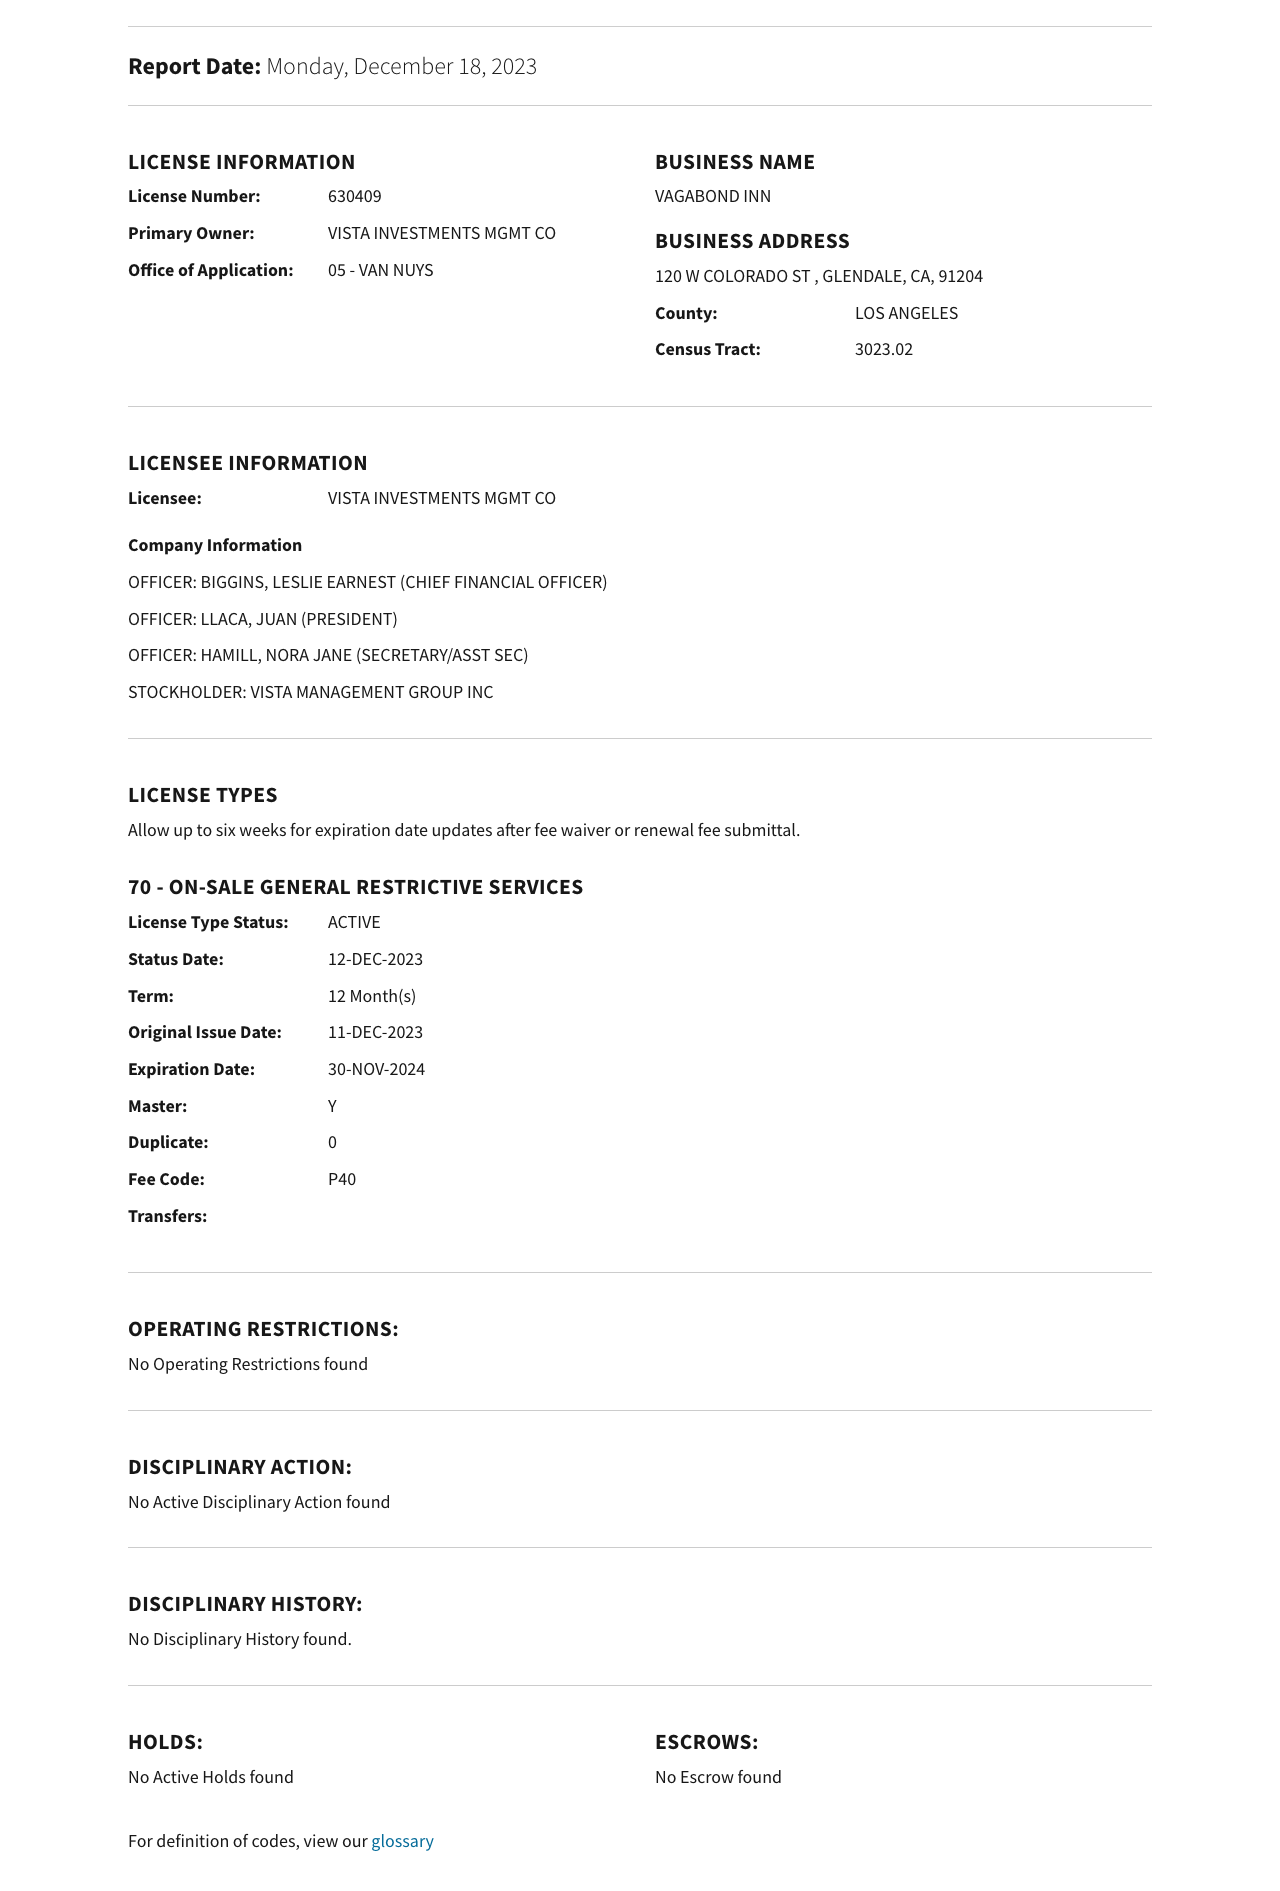 Report Date: Monday, December 18, 2023
LICENSE INFORMATION
License Number: 630409
Primary Owner: VISTA INVESTMENTS MGMT CO
Office of Application: 05 - VAN NUYS
BUSINESS NAME
VAGABOND INN
BUSINESS ADDRESS
120 W COLORADO ST , GLENDALE, CA, 91204
County: LOS ANGELES
Census Tract: 3023.02
LICENSEE INFORMATION
Licensee: VISTA INVESTMENTS MGMT CO
Company Information
OFFICER: BIGGINS, LESLIE EARNEST (CHIEF FINANCIAL OFFICER)
OFFICER: LLACA, JUAN (PRESIDENT)
OFFICER: HAMILL, NORA JANE (SECRETARY/ASST SEC)
STOCKHOLDER: VISTA MANAGEMENT GROUP INC
LICENSE TYPES
Allow up to six weeks for expiration date updates after fee waiver or renewal fee submittal.
70 - ON-SALE GENERAL RESTRICTIVE SERVICES
License Type Status: ACTIVE
Status Date: 12-DEC-2023
Term: 12 Month(s)
Original Issue Date: 11-DEC-2023
Expiration Date: 30-NOV-2024
Master: Y
Duplicate: 0
Fee Code: P40
Transfers:
OPERATING RESTRICTIONS:
No Operating Restrictions found
DISCIPLINARY ACTION:
No Active Disciplinary Action found
DISCIPLINARY HISTORY:
No Disciplinary History found.
HOLDS:
No Active Holds found
ESCROWS:
No Escrow found
For definition of codes, view our glossary